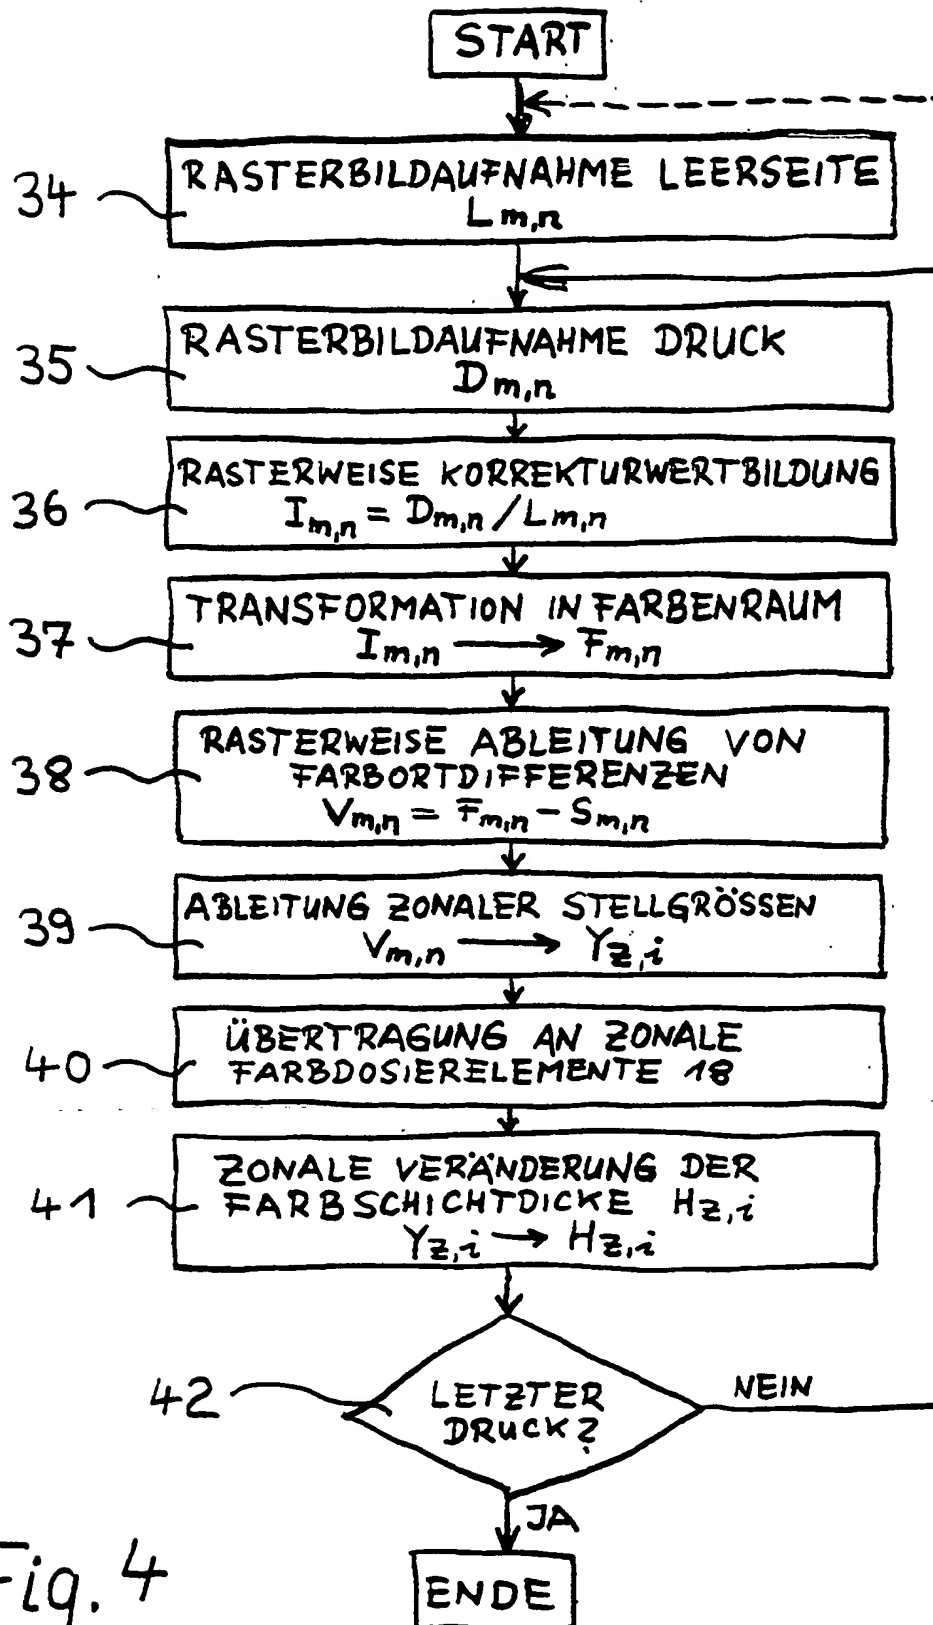 START
34
RASTERBILDAUFNAHME LEERSEITE
Lm,n
35
RASTERBILDAUFNAHME DRUCK
Dm,n
36
RASTERWEISE KORREKTURWERTBILDUNG
Im,n = Dm,n / Lm,n
37
TRANSFORMATION IN FARBENRAUM
Im,n → Fm,n
38
RASTERWEISE ABLEITUNG VON
FARBORTDIFFERENZEN
Vm,n = Fm,n - Sm,n
39
ABLEITUNG ZONALER STELLGRÖSSEN
Vm,n → Yz,i
40
ÜBERTRAGUNG AN ZONALE
FARBDOSIERELEMENTE 18
41
ZONALE VERÄNDERUNG DER
FARBSCHICHTDICKE Hz,i
Yz,i → Hz,i
42
LETZTER
DRUCK?
NEIN
JA
ENDE
Fig. 4